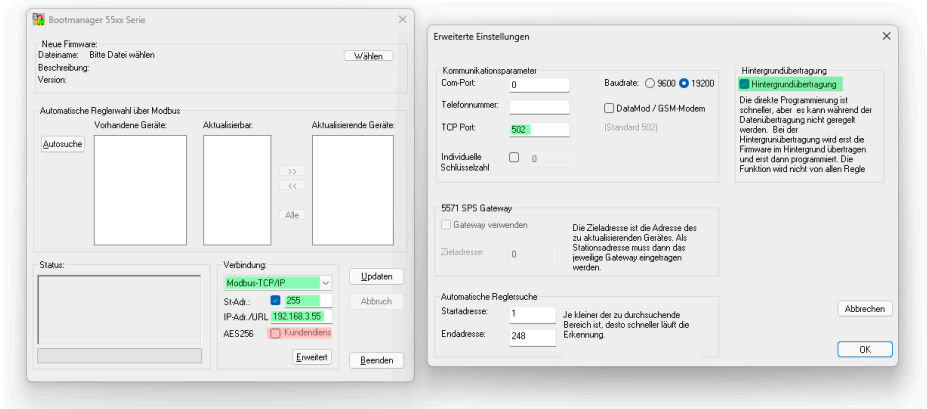 Bootmanager 55xx Serie
Neue Firmware:
Dateiname: Bitte Datei wählen
Wählen
Beschreibung:
Version:
Automatische Reglerwahl über Modbus
Vorhandene Geräte:
Aktualisierbar:
Aktualisierende Geräte:
Autosuche
>>
<<
Alle
Status:
Verbindung:
Modbus-TCP/IP
St-Adr.: 255
IP-Adr./URL 192.168.3.55
AES256 Kundendiens
Erweitert
Updaten
Abbruch
Beenden
Erweiterte Einstellungen
Kommunikationsparameter
Com-Port: 0
Baudrate: 9600 19200
Telefonnummer:
DataMod / GSM-Modem
TCP Port: 502
(Standard 502)
Individuelle
Schlüsselzahl
0
Hintergrundübertragung
Hintergrundübertragung
Die direkte Programmierung ist
schneller, aber es kann während der
Datenübertragung nicht geregelt
werden. Bei der
Hintergrunübertragung wird erst die
Firmware im Hintergrund übertragen
und erst dann programmiert. Die
Funktion wird nicht von allen Regle
5571 SPS Gateway
Gateway verwenden
Zieladresse: 0
Die Zieladresse ist die Adresse des
zu aktualisierenden Gerätes. Als
Stationsadresse muss dann das
jeweilige Gateway eingetragen
werden.
Automatische Reglersuche
Startadresse: 1
Endadresse: 248
Je kleiner der zu durchsuchende
Bereich ist, desto schneller läuft die
Erkennung.
Abbrechen
OK